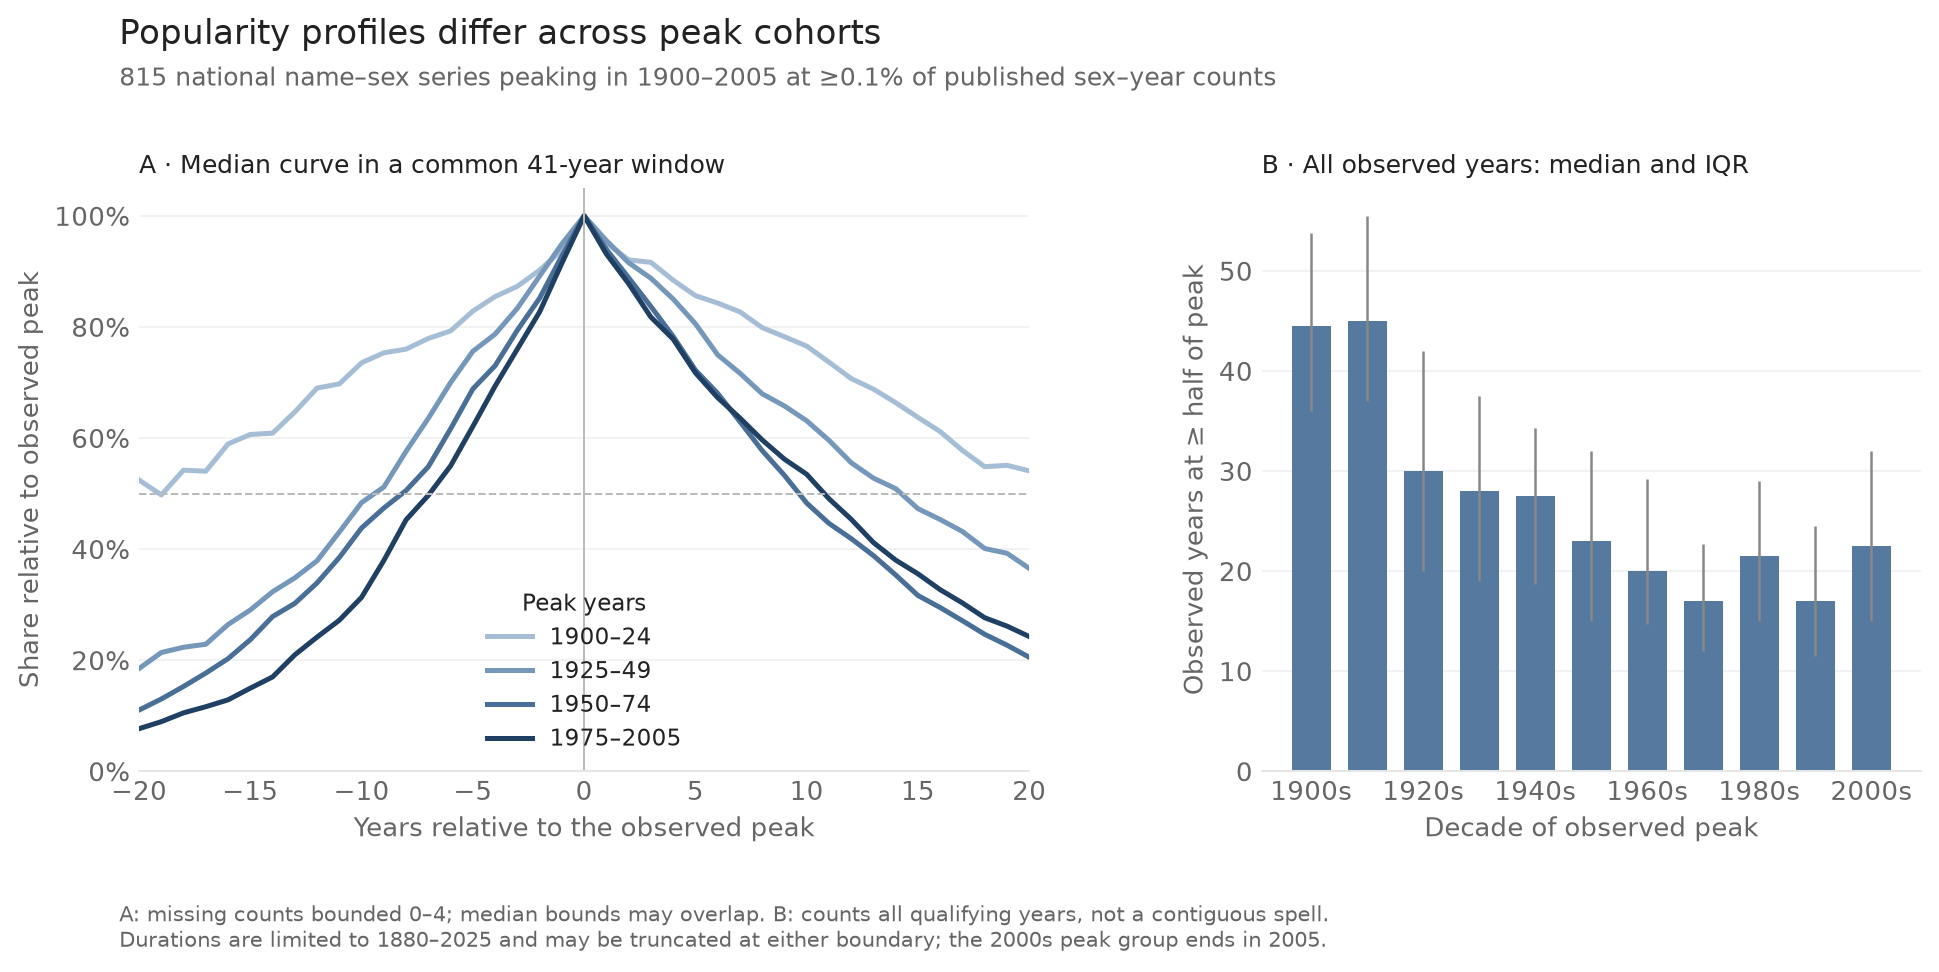 Popularity profiles differ across peak cohorts
815 national name–sex series peaking in 1900–2005 at ≥0.1% of published sex–year counts
A · Median curve in a common 41-year window
Share relative to observed peak
100%
80%
60%
40%
20%
0%
Peak years
1900–24
1925–49
1950–74
1975–2005
−20 −15 −10 −5 0 5 10 15 20
Years relative to the observed peak
B · All observed years: median and IQR
Observed years at ≥ half of peak
50
40
30
20
10
0
1900s 1920s 1940s 1960s 1980s 2000s
Decade of observed peak
A: missing counts bounded 0–4; median bounds may overlap. B: counts all qualifying years, not a contiguous spell.
Durations are limited to 1880–2025 and may be truncated at either boundary; the 2000s peak group ends in 2005.